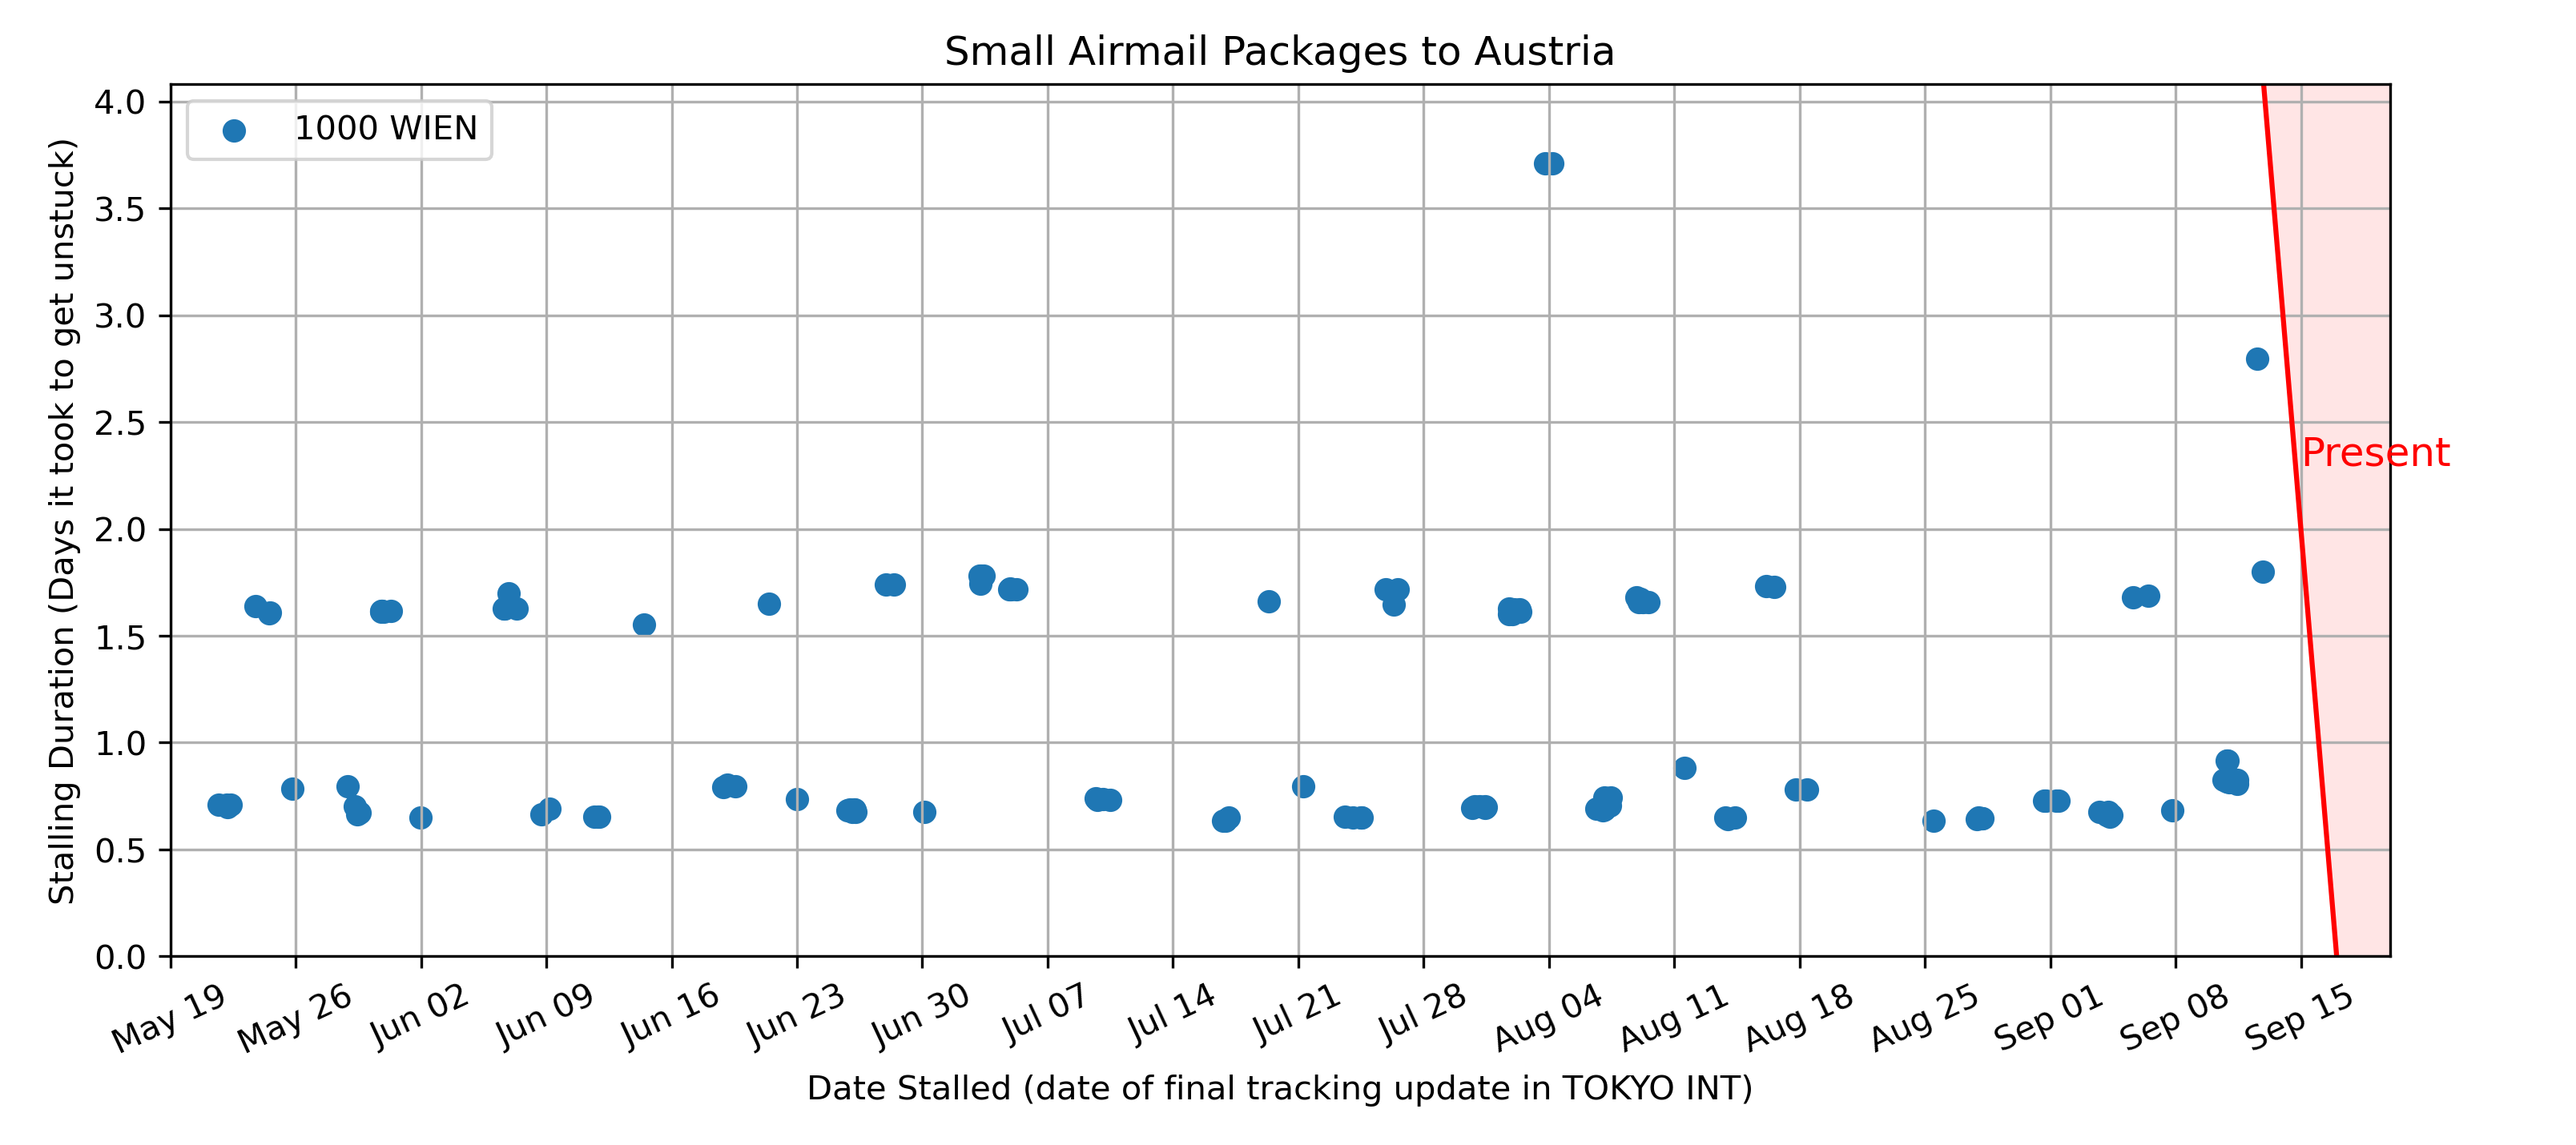 Small Airmail Packages to Austria
1000 WIEN
4.0
3.5
3.0
2.5
2.0
1.5
1.0
0.5
0.0
Stalling Duration (Days it took to get unstuck)
Present
May 19
May 26
Jun 02
Jun 09
Jun 16
Jun 23
Jun 30
Jul 07
Jul 14
Jul 21
Jul 28
Aug 04
Aug 11
Aug 18
Aug 25
Sep 01
Sep 08
Sep 15
Date Stalled (date of final tracking update in TOKYO INT)